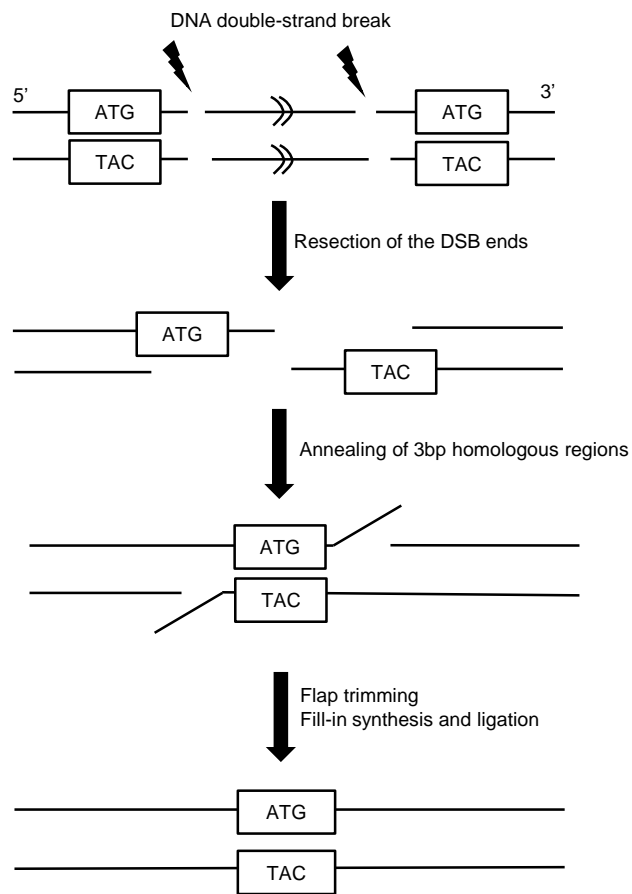 DNA double-strand break
5’ 3’
ATG ATG
TAC TAC
Resection of the DSB ends
ATG
TAC
Annealing of 3bp homologous regions
ATG
TAC
Flap trimming
Fill-in synthesis and ligation
ATG
TAC